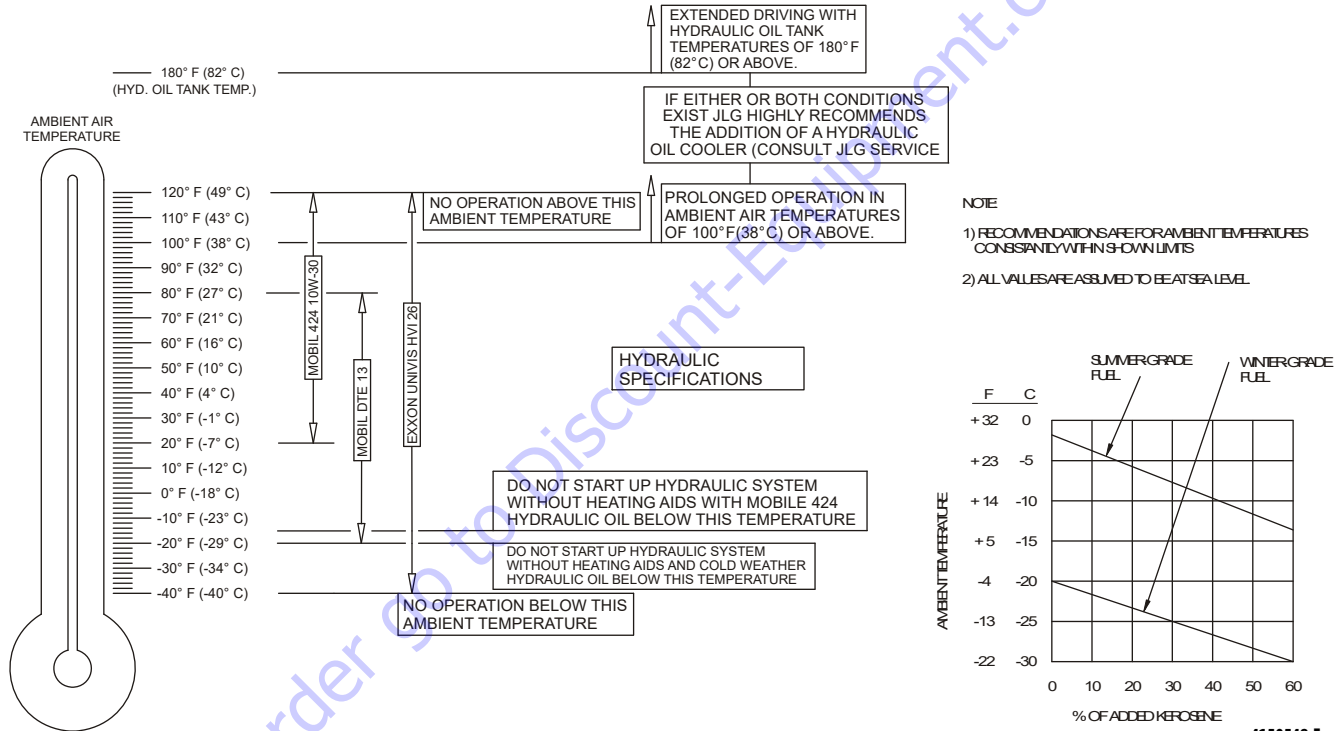 EXTENDED DRIVING WITH
HYDRAULIC OIL TANK
TEMPERATURES OF 180°F
(82°C) OR ABOVE.
180° F (82° C)
(HYD. OIL TANK TEMP.)
IF EITHER OR BOTH CONDITIONS
EXIST JLG HIGHLY RECOMMENDS
THE ADDITION OF A HYDRAULIC
OIL COOLER (CONSULT JLG SERVICE
AMBIENT AIR
TEMPERATURE
120° F (49° C)
110° F (43° C)
100° F (38° C)
90° F (32° C)
80° F (27° C)
70° F (21° C)
60° F (16° C)
50° F (10° C)
40° F (4° C)
30° F (-1° C)
20° F (-7° C)
10° F (-12° C)
0° F (-18° C)
-10° F (-23° C)
-20° F (-29° C)
-30° F (-34° C)
-40° F (-40° C)
MOBIL 424 10W-30
MOBIL DTE 13
EXXON UNIVIS HVI 26
NO OPERATION ABOVE THIS
AMBIENT TEMPERATURE
PROLONGED OPERATION IN
AMBIENT AIR TEMPERATURES
OF 100°F(38°C) OR ABOVE.
HYDRAULIC
SPECIFICATIONS
DO NOT START UP HYDRAULIC SYSTEM
WITHOUT HEATING AIDS WITH MOBILE 424
HYDRAULIC OIL BELOW THIS TEMPERATURE
DO NOT START UP HYDRAULIC SYSTEM
WITHOUT HEATING AIDS AND COLD WEATHER
HYDRAULIC OIL BELOW THIS TEMPERATURE
NO OPERATION BELOW THIS
AMBIENT TEMPERATURE
NOTE
1) RECOMMENDATIONS ARE FOR AMBIENT TEMPERATURES
CONSISTANTLY WITHIN SHOWN LIMITS
2) ALL VALUES ARE ASSUMED TO BE AT SEA LEVEL.
SUMMER-GRADE
FUEL
WINTER-GRADE
FUEL
F C
+32 0
+23 -5
+14 -10
+5 -15
-4 -20
-13 -25
-22 -30
AMBIENT TEMPERATURE
0 10 20 30 40 50 60
% OF ADDED KEROSENE
order go to Discount-Equipment.c